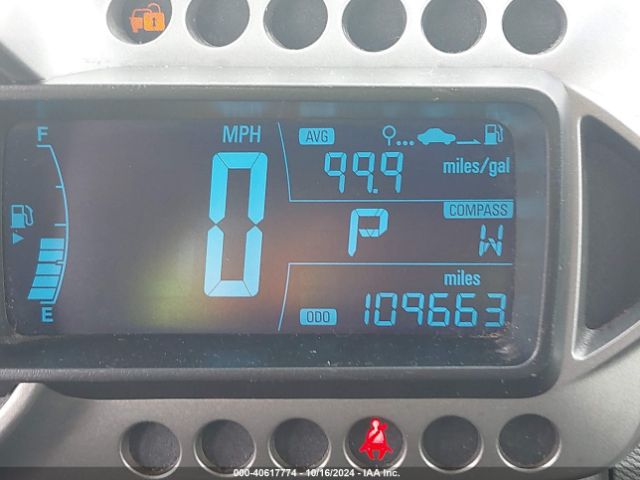 F
MPH
AVG
99.9 miles/gal
0
P
COMPASS
W
E
miles
ODO 109663
000-40617774 - 10/16/2024 - IAA Inc.